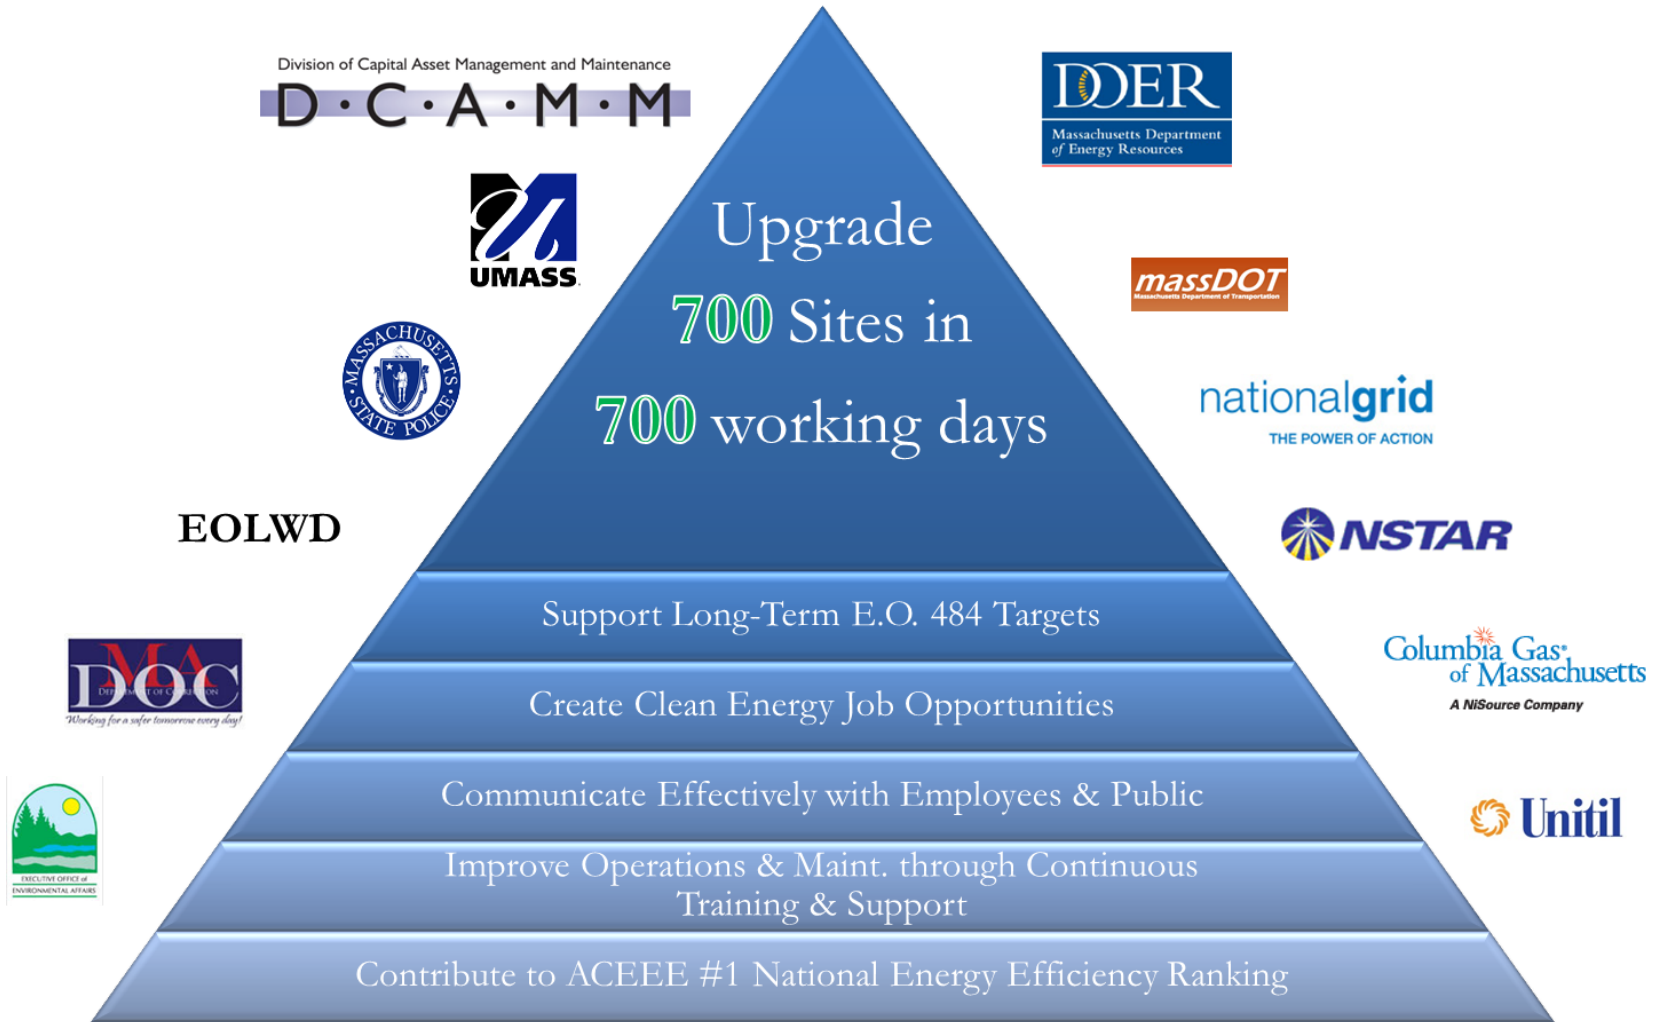 Division of Capital Asset Management and Maintenance
D·C·A·M·M
DOER
Massachusetts Department
of Energy Resources
UMASS
massDOT
Massachusetts Department of Transportation
Upgrade
700 Sites in
700 working days
MASSACHUSETTS
STATE POLICE
nationalgrid
THE POWER OF ACTION
EOLWD
NSTAR
Support Long-Term E.O. 484 Targets
MA
DOC
DEPARTMENT OF CORRECTION
Working for a safer tomorrow every day!
Columbia Gas
of Massachusetts
A NiSource Company
Create Clean Energy Job Opportunities
Communicate Effectively with Employees & Public
Unitil
EXECUTIVE OFFICE of
ENVIRONMENTAL AFFAIRS
Improve Operations & Maint. through Continuous
Training & Support
Contribute to ACEEE #1 National Energy Efficiency Ranking